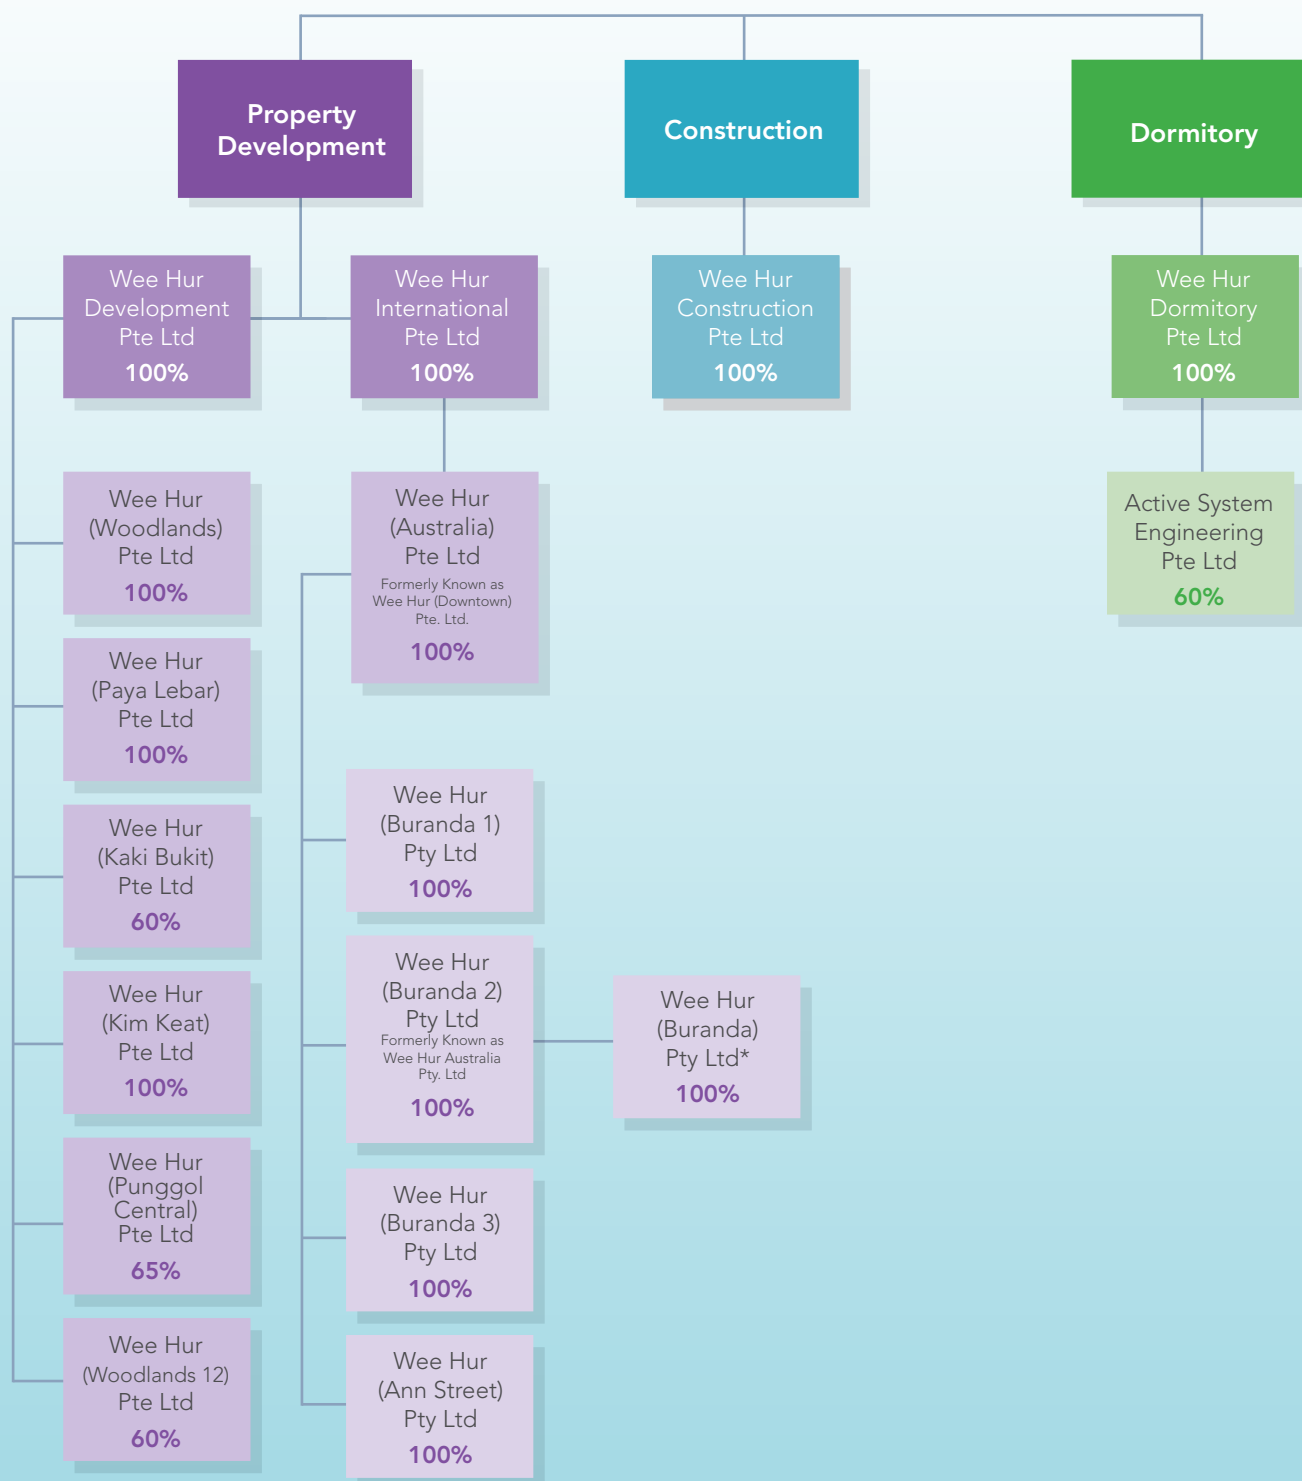 Property
Development
Construction
Dormitory
Wee Hur
Development
Pte Ltd
100%
Wee Hur
International
Pte Ltd
100%
Wee Hur
Construction
Pte Ltd
100%
Wee Hur
Dormitory
Pte Ltd
100%
Wee Hur
(Woodlands)
Pte Ltd
100%
Wee Hur
(Paya Lebar)
Pte Ltd
100%
Wee Hur
(Kaki Bukit)
Pte Ltd
60%
Wee Hur
(Kim Keat)
Pte Ltd
100%
Wee Hur
(Punggol
Central)
Pte Ltd
65%
Wee Hur
(Woodlands 12)
Pte Ltd
60%
Wee Hur
(Australia)
Pte Ltd
Formerly Known as
Wee Hur (Downtown)
Pte. Ltd.
100%
Wee Hur
(Buranda 1)
Pty Ltd
100%
Wee Hur
(Buranda 2)
Pty Ltd
Formerly Known as
Wee Hur Australia
Pty. Ltd
100%
Wee Hur
(Buranda)
Pty Ltd*
100%
Wee Hur
(Buranda 3)
Pty Ltd
100%
Wee Hur
(Ann Street)
Pty Ltd
100%
Active System
Engineering
Pte Ltd
60%